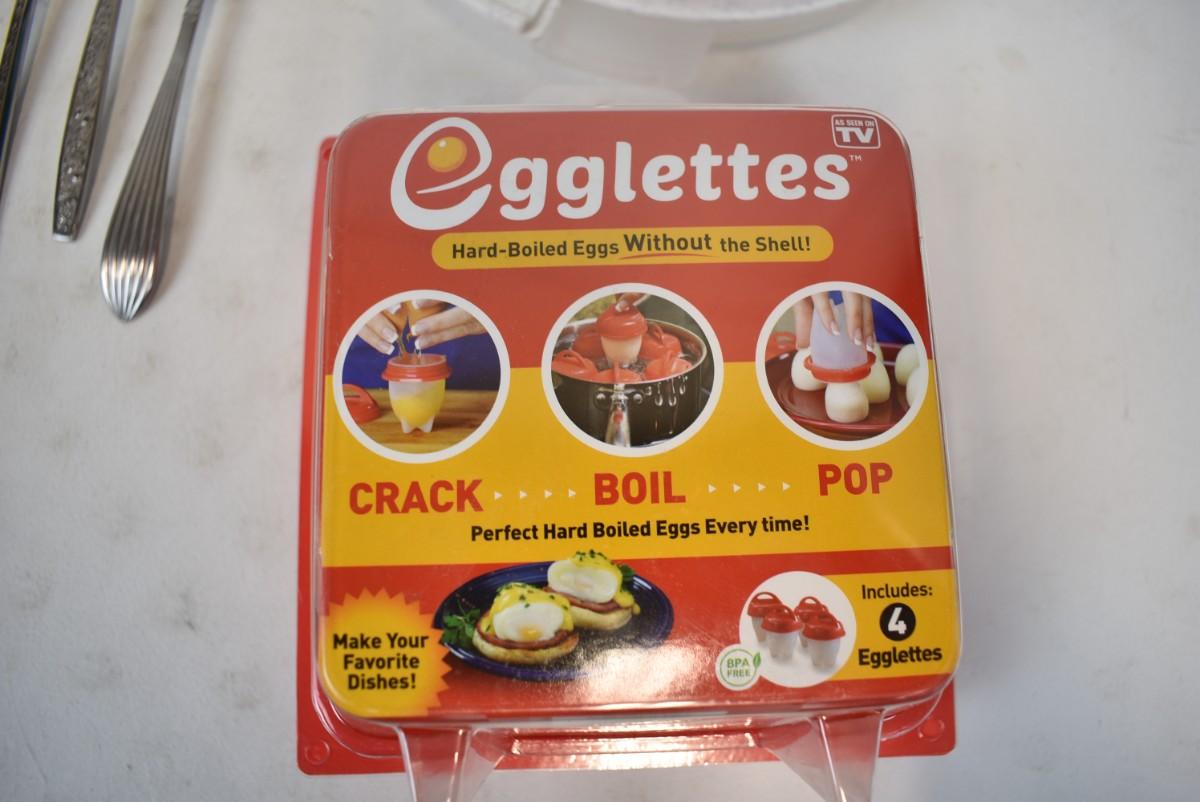 AS SEEN ON
TV
Egglettes™
Hard-Boiled Eggs Without the Shell!
CRACK BOIL POP
Perfect Hard Boiled Eggs Every time!
Make Your
Favorite
Dishes!
BPA
FREE
Includes:
4
Egglettes